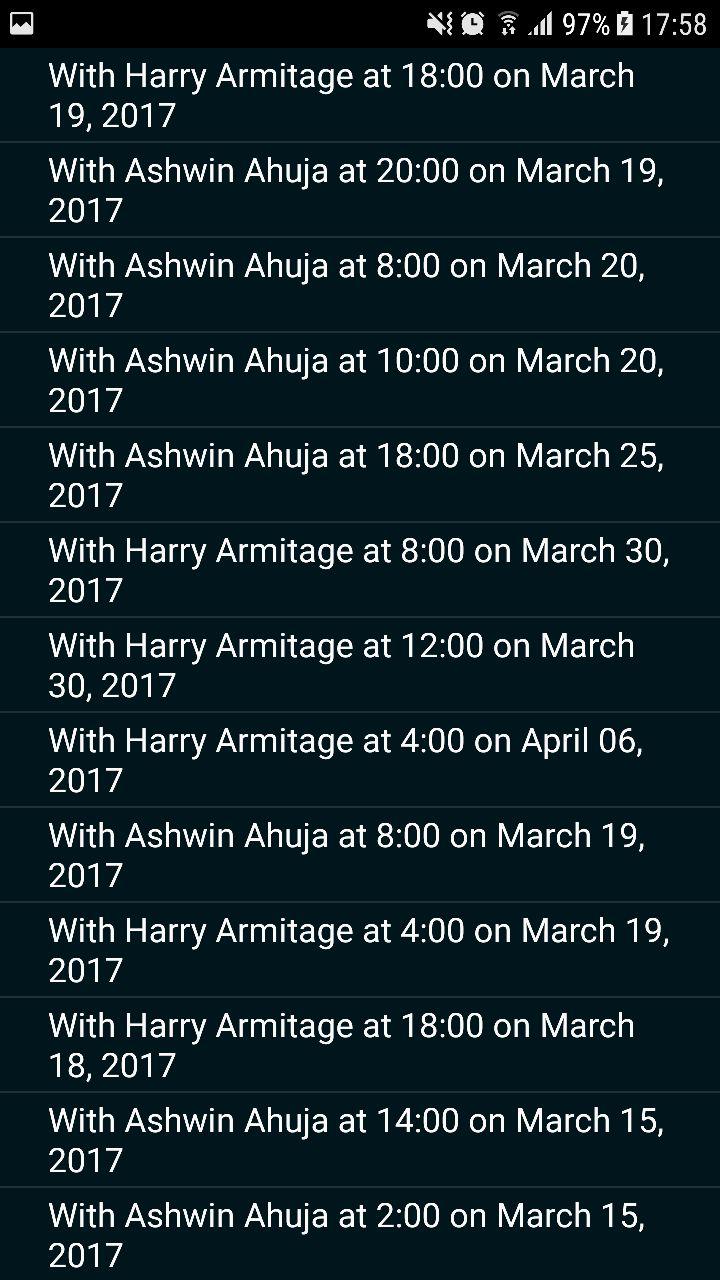 97% 17:58
With Harry Armitage at 18:00 on March
19, 2017
With Ashwin Ahuja at 20:00 on March 19,
2017
With Ashwin Ahuja at 8:00 on March 20,
2017
With Ashwin Ahuja at 10:00 on March 20,
2017
With Ashwin Ahuja at 18:00 on March 25,
2017
With Harry Armitage at 8:00 on March 30,
2017
With Harry Armitage at 12:00 on March
30, 2017
With Harry Armitage at 4:00 on April 06,
2017
With Ashwin Ahuja at 8:00 on March 19,
2017
With Harry Armitage at 4:00 on March 19,
2017
With Harry Armitage at 18:00 on March
18, 2017
With Ashwin Ahuja at 14:00 on March 15,
2017
With Ashwin Ahuja at 2:00 on March 15,
2017